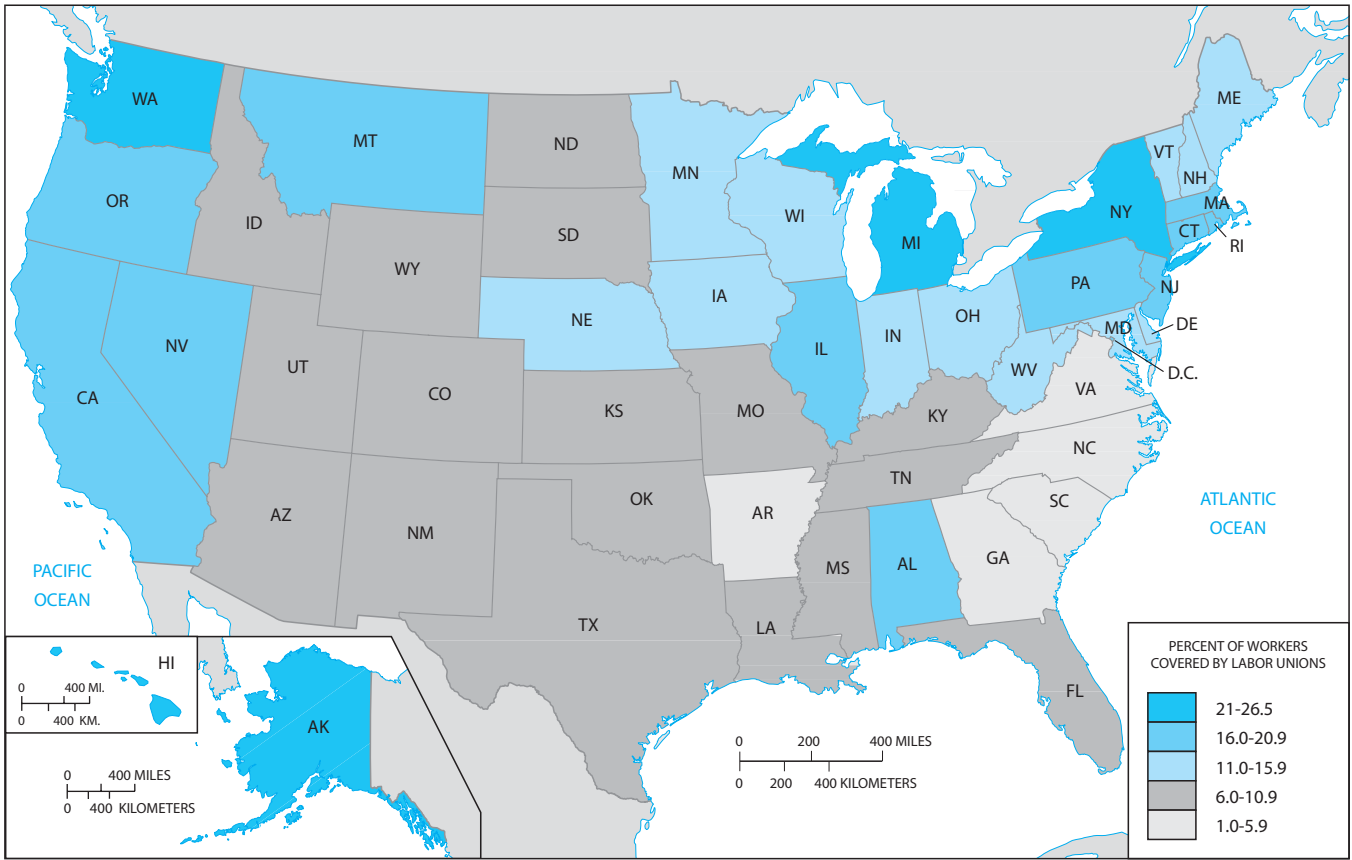 WA
MT
ND
MN
ME
VT
NH
OR
ID
SD
WI
MI
NY
MA
CT
RI
WY
IA
NE
PA
NJ
OH
IN
IL
MD
DE
D.C.
NV
UT
CO
CA
KS
MO
WV
VA
KY
NC
TN
SC
AZ
NM
OK
AR
MS
AL
GA
TX
LA
FL
ATLANTIC
OCEAN
PACIFIC
OCEAN
HI
0 400 MI.
0 400 KM.
AK
0 400 MILES
0 400 KILOMETERS
0 200 400 MILES
0 200 400 KILOMETERS
PERCENT OF WORKERS
COVERED BY LABOR UNIONS
21-26.5
16.0-20.9
11.0-15.9
6.0-10.9
1.0-5.9